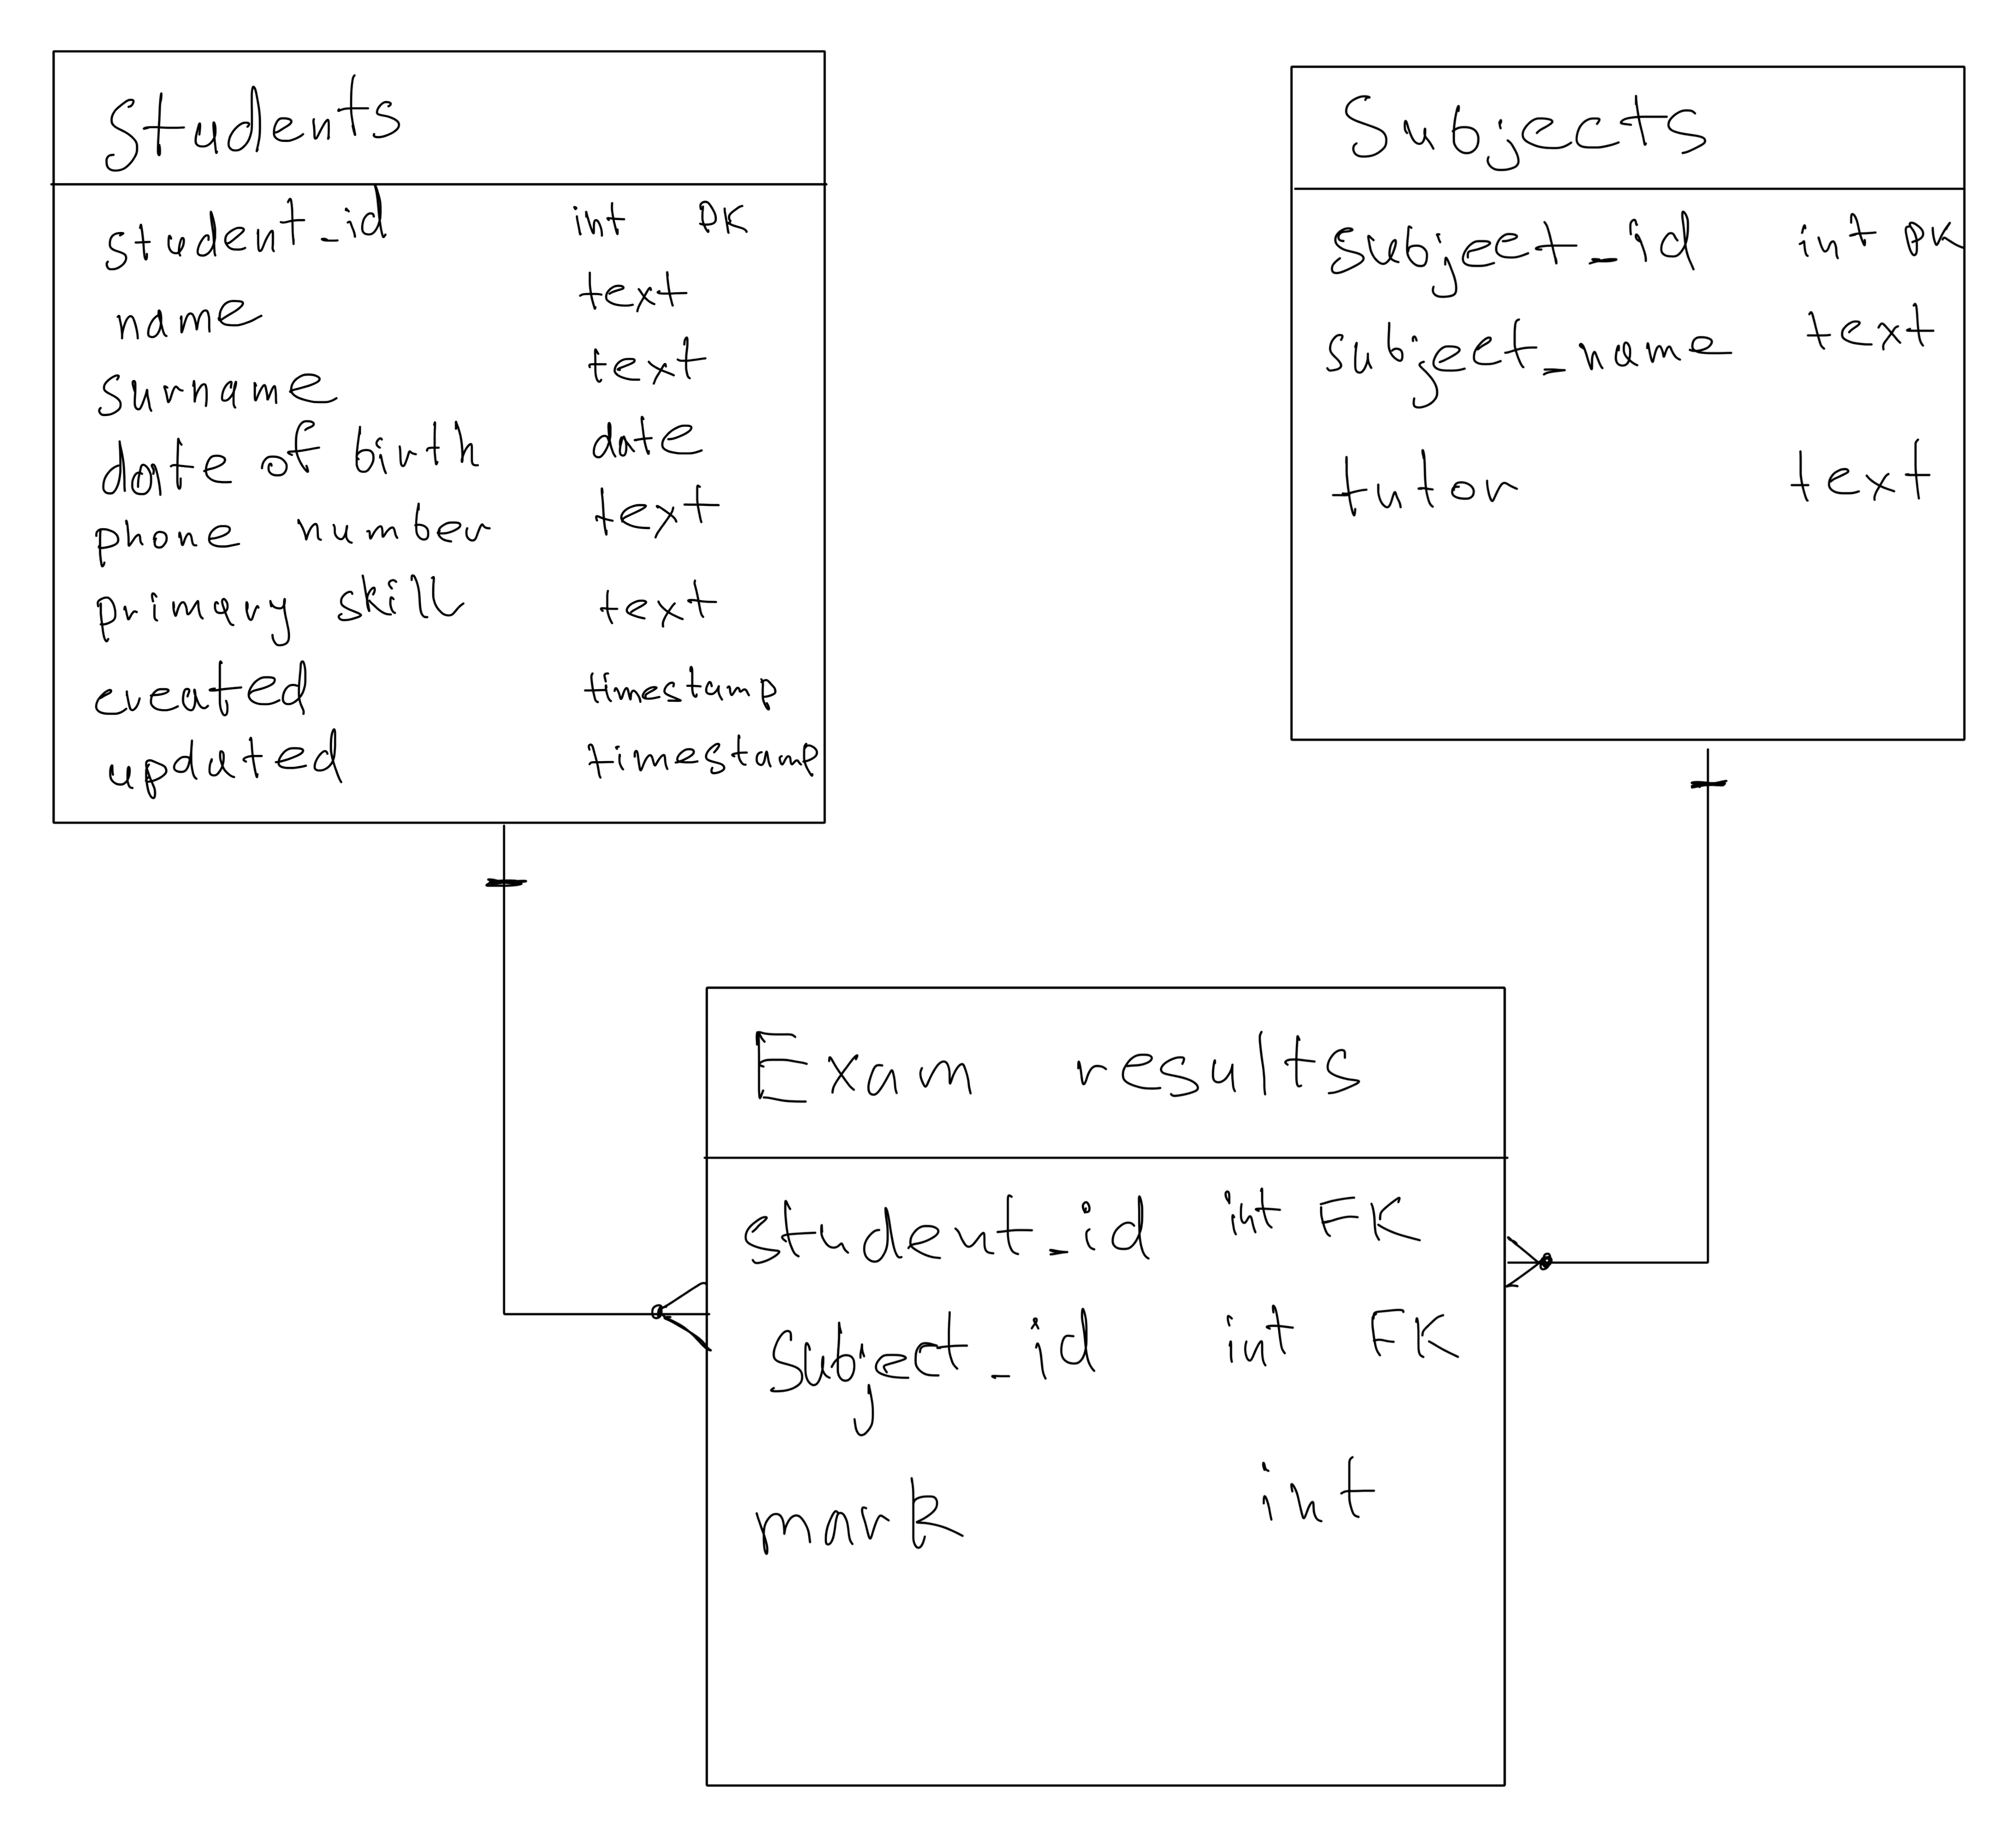 Students
student_id int PK
name text
surname text
date of birth date
phone number text
primary skill text
created timestamp
updated timestamp
Subjects
subject_id int PK
subject_name text
tutor text
Exam results
student_id int FK
subject_id int FK
mark int